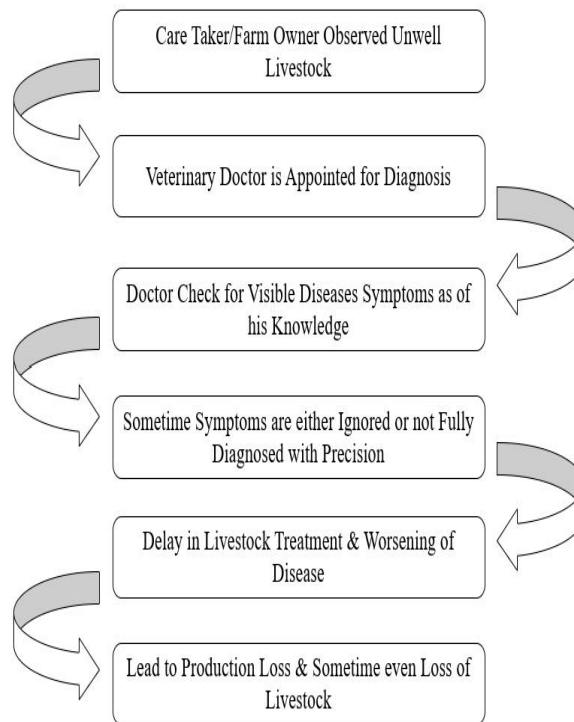 Care Taker/Farm Owner Observed Unwell
Livestock
Veterinary Doctor is Appointed for Diagnosis
Doctor Check for Visible Diseases Symptoms as of
his Knowledge
Sometime Symptoms are either Ignored or not Fully
Diagnosed with Precision
Delay in Livestock Treatment & Worsening of
Disease
Lead to Production Loss & Sometime even Loss of
Livestock